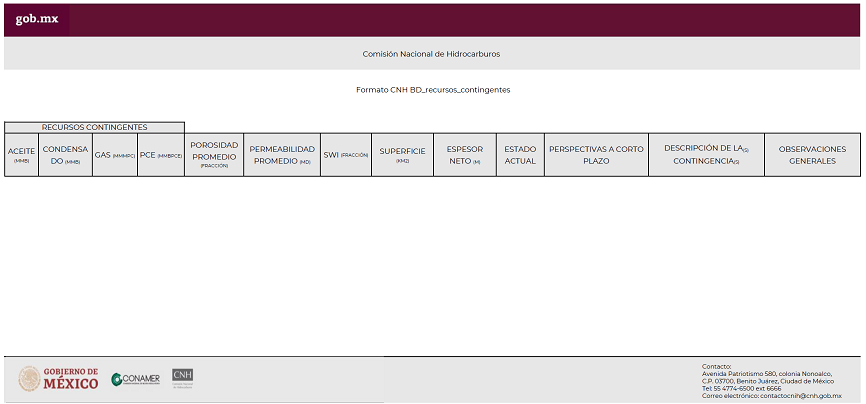 gob.mx
Comisión Nacional de Hidrocarburos
Formato CNH BD_recursos_contingentes
RECURSOS CONTINGENTES
ACEITE (MMB)
CONDENSA
DO (MMB)
GAS (MMMPC)
PCE (MMBPCE)
POROSIDAD
PROMEDIO
(FRACCIÓN)
PERMEABILIDAD
PROMEDIO (MD)
SWI (FRACCIÓN)
SUPERFICIE
(KM2)
ESPESOR
NETO (M)
ESTADO
ACTUAL
PERSPECTIVAS A CORTO
PLAZO
DESCRIPCIÓN DE LA(S)
CONTINGENCIA(S)
OBSERVACIONES
GENERALES
GOBIERNO DE
MÉXICO
CONAMER
CNH
Contacto:
Avenida Patriotismo 580, colonia Nonoalco,
C.P. 03700, Benito Juárez, Ciudad de México
Tel: 55 4774-6500 ext 6666
Correo electrónico: contactocnih@cnh.gob.mx